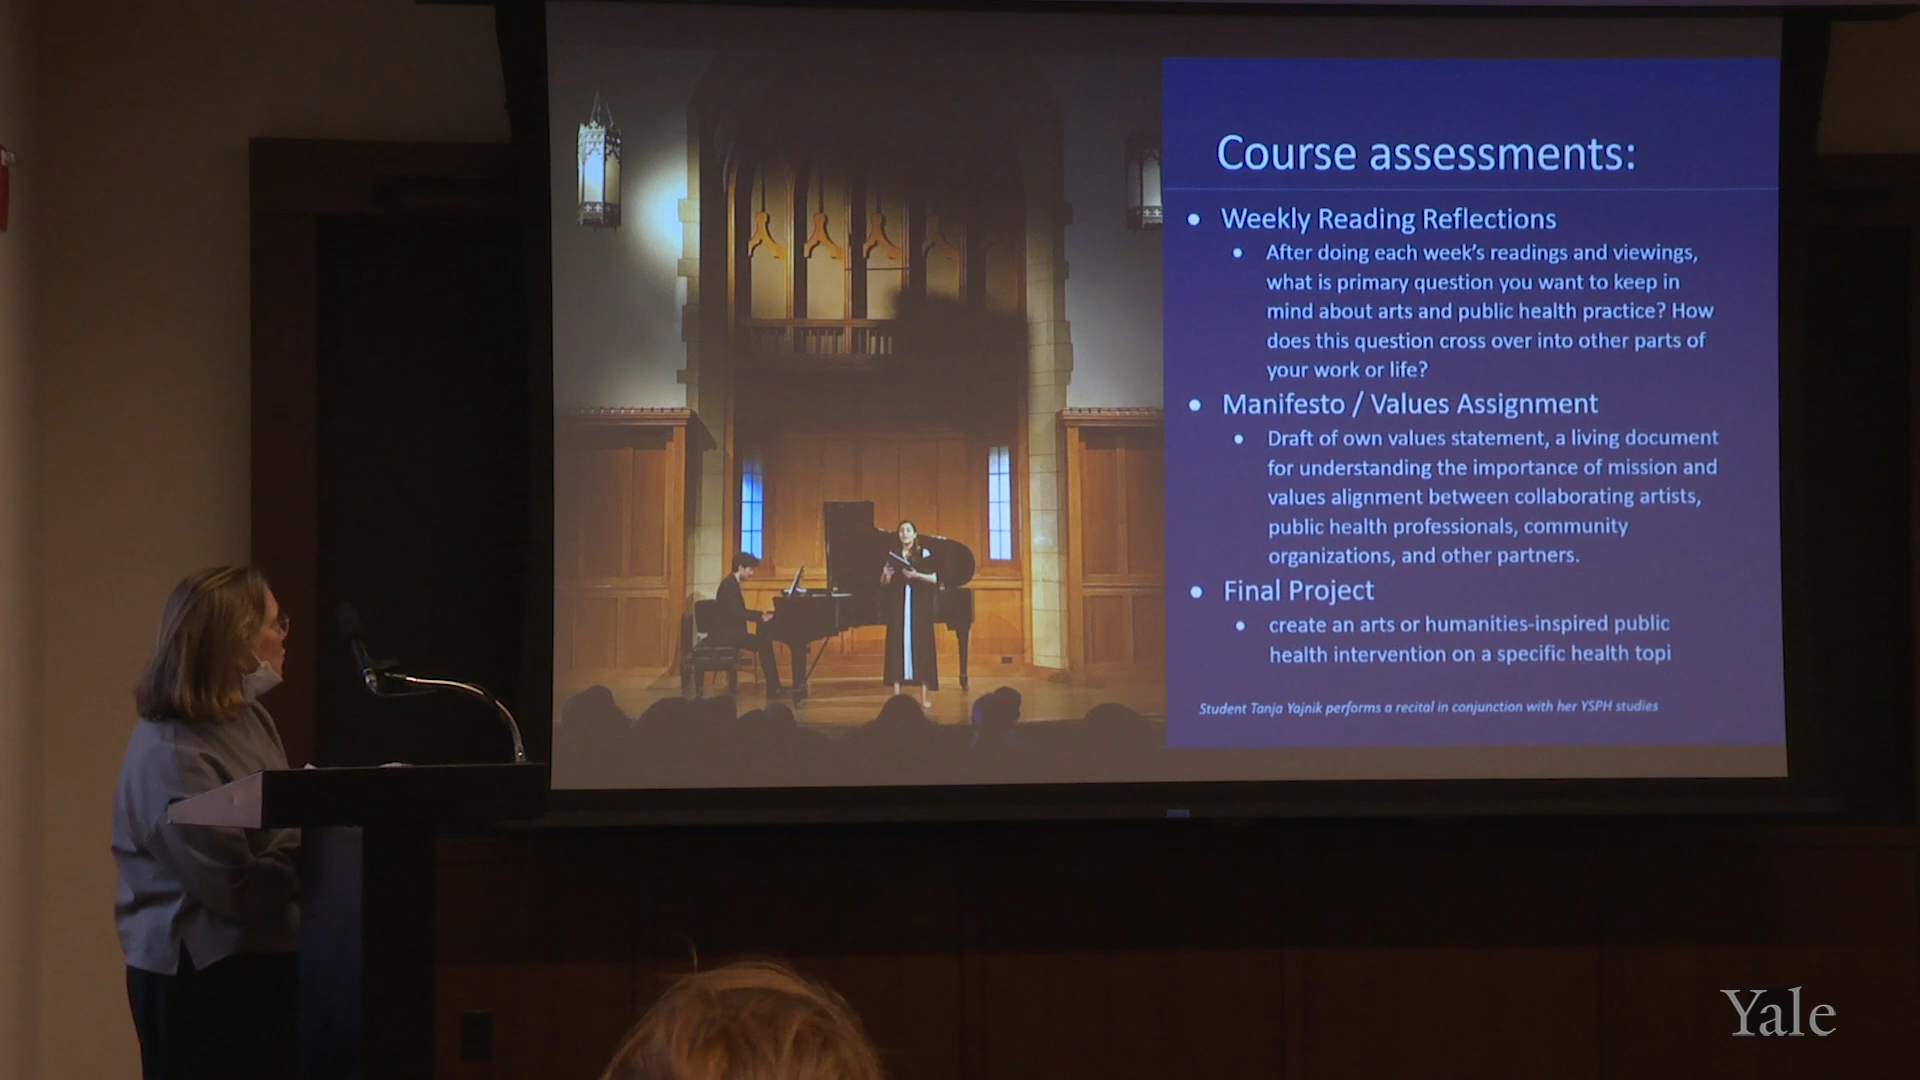 Course assessments:
• Weekly Reading Reflections
• After doing each week's readings and viewings,
what is primary question you want to keep in
mind about arts and public health practice? How
does this question cross over into other parts of
your work or life?
• Manifesto / Values Assignment
• Draft of own values statement, a living document
for understanding the importance of mission and
values alignment between collaborating artists,
public health professionals, community
organizations, and other partners.
• Final Project
• create an arts or humanities-inspired public
health intervention on a specific health topi
Student Tanja Yajnik performs a recital in conjunction with her YSPH studies
Yale